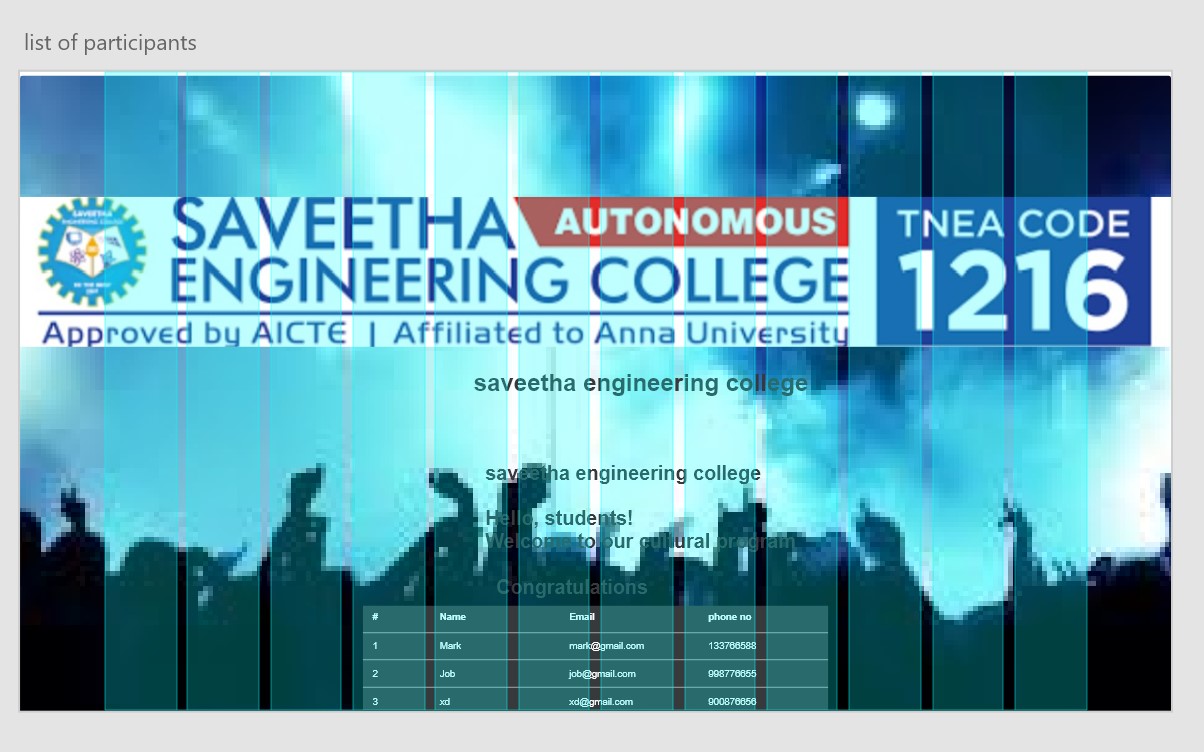 list of participants
SAVEETHA AUTONOMOUS
ENGINEERING COLLEGE
Approved by AICTE | Affiliated to Anna University
TNEA CODE
1216
saveetha engineering college
saveetha engineering college
Hello, students!
Welcome to our cultural program
Congratulations
# Name Email phone no
1 Mark mark@gmail.com 133766588
2 Job job@gmail.com 998776655
3 xd xd@gmail.com 900876656